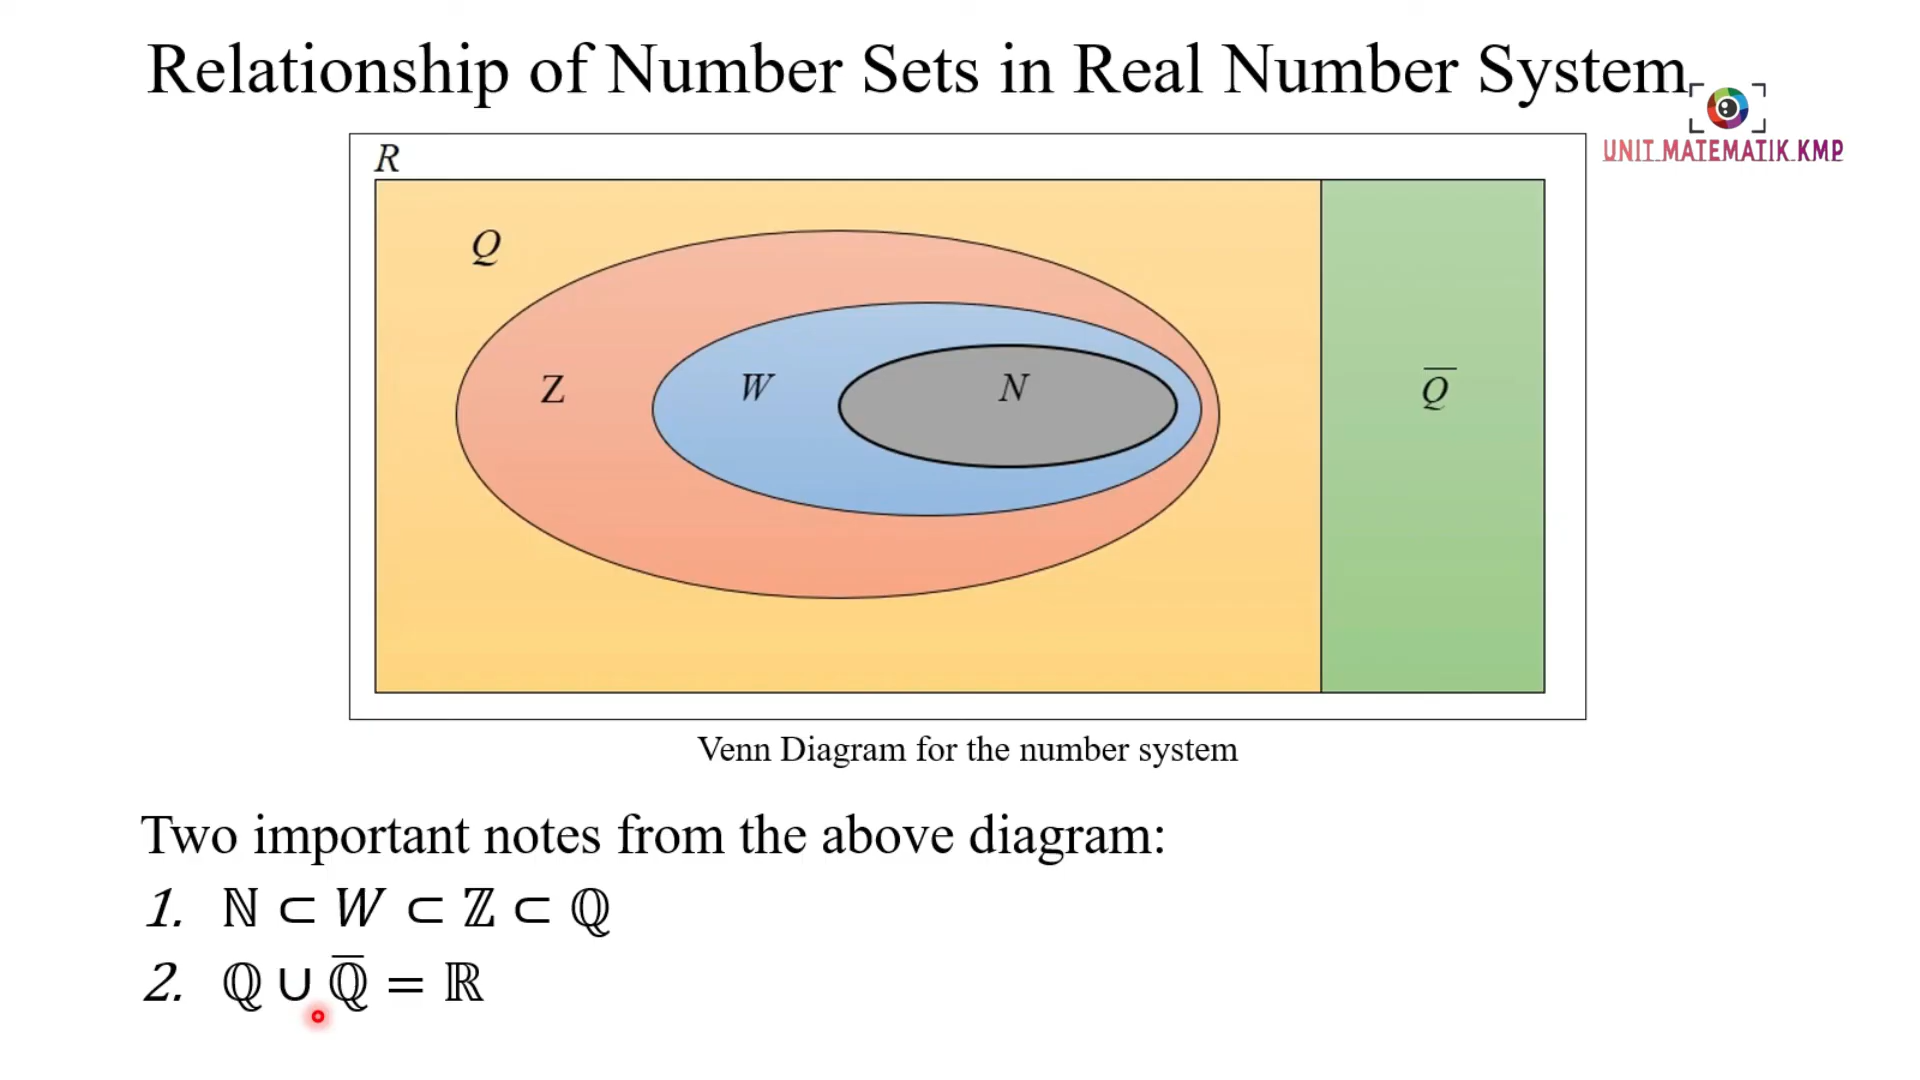 Relationship of Number Sets in Real Number System
UNIT MATEMATIK KMP
R
Q
Z
W
N
Q̅
Venn Diagram for the number system
Two important notes from the above diagram:
1. ℕ ⊂ W ⊂ ℤ ⊂ ℚ
2. ℚ ∪ ℚ̅ = ℝ